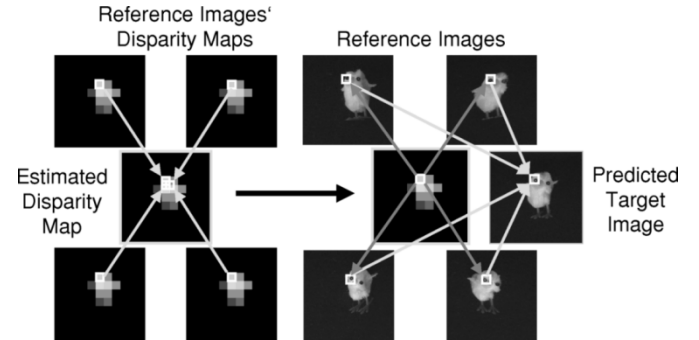 Reference Images‘
Disparity Maps
Reference Images
Estimated
Disparity
Map
Predicted
Target
Image